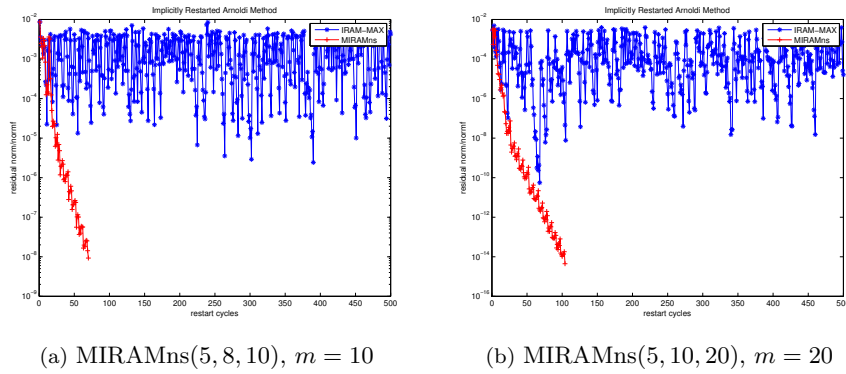 Implicitly Restarted Arnoldi Method
IRAM-MAX
MIRAMns
residual norm/normf
10^-2
10^-3
10^-4
10^-5
10^-6
10^-7
10^-8
10^-9
0 50 100 150 200 250 300 350 400 450 500
restart cycles
(a) MIRAMns(5, 8, 10), m = 10
Implicitly Restarted Arnoldi Method
IRAM-MAX
MIRAMns
residual norm/normf
10^-2
10^-4
10^-6
10^-8
10^-10
10^-12
10^-14
10^-16
0 50 100 150 200 250 300 350 400 450 500
restart cycles
(b) MIRAMns(5, 10, 20), m = 20